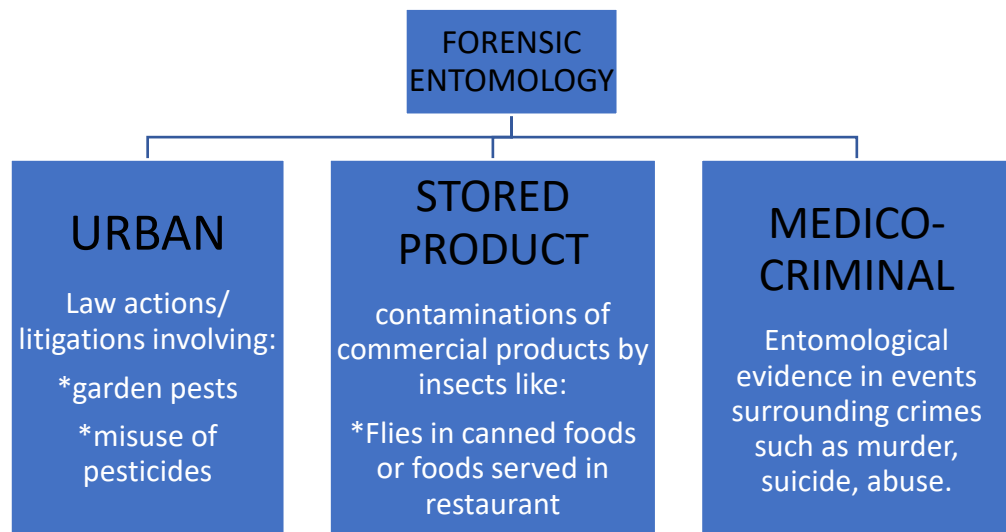 FORENSIC
ENTOMOLOGY
URBAN
Law actions/
litigations involving:
*garden pests
*misuse of
pesticides
STORED
PRODUCT
contaminations of
commercial products by
insects like:
*Flies in canned foods
or foods served in
restaurant
MEDICO-
CRIMINAL
Entomological
evidence in events
surrounding crimes
such as murder,
suicide, abuse.